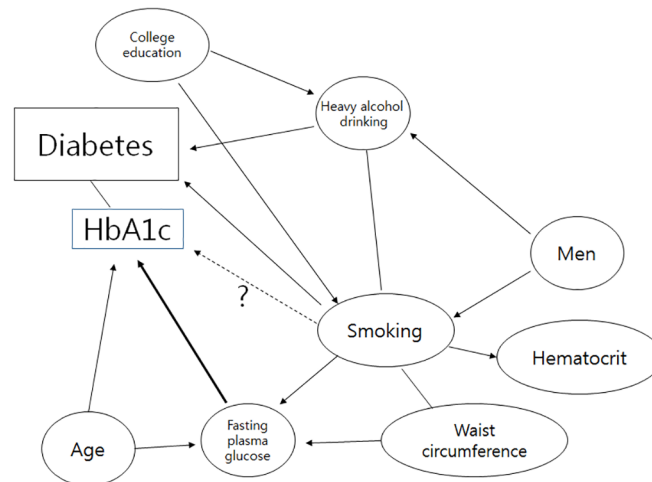 College
education
Heavy alcohol
drinking
Diabetes
HbA1c
Men
?
Smoking
Hematocrit
Age
Fasting
plasma
glucose
Waist
circumference